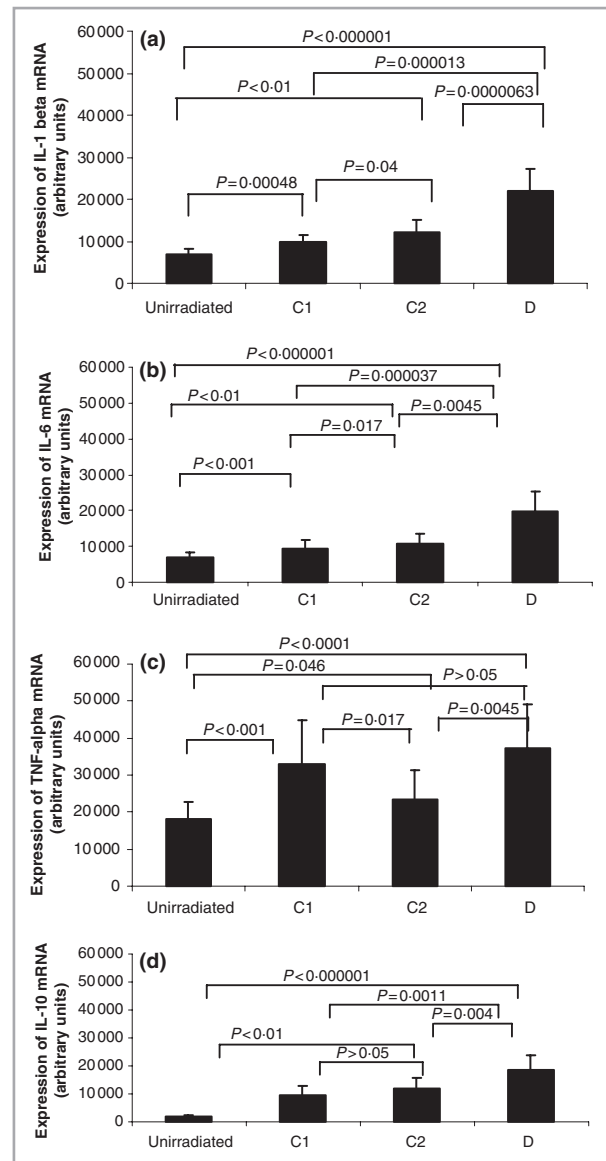 (a)
P<0·000001
P=0·000013
P<0·01
P=0·0000063
P=0·00048
P=0·04
Expression of IL-1 beta mRNA
(arbitrary units)
60 000
50 000
40 000
30 000
20 000
10 000
0
Unirradiated C1 C2 D
(b)
P<0·000001
P=0·000037
P<0·01
P=0·0045
P=0·017
P<0·001
Expression of IL-6 mRNA
(arbitrary units)
60 000
50 000
40 000
30 000
20 000
10 000
0
Unirradiated C1 C2 D
(c)
P<0·0001
P=0·046
P>0·05
P<0·001
P=0·017
P=0·0045
Expression of TNF-alpha mRNA
(arbitrary units)
60 000
50 000
40 000
30 000
20 000
10 000
0
Unirradiated C1 C2 D
(d)
P<0·000001
P=0·0011
P=0·004
P<0·01
P>0·05
Expression of IL-10 mRNA
(arbitrary units)
60 000
50 000
40 000
30 000
20 000
10 000
0
Unirradiated C1 C2 D